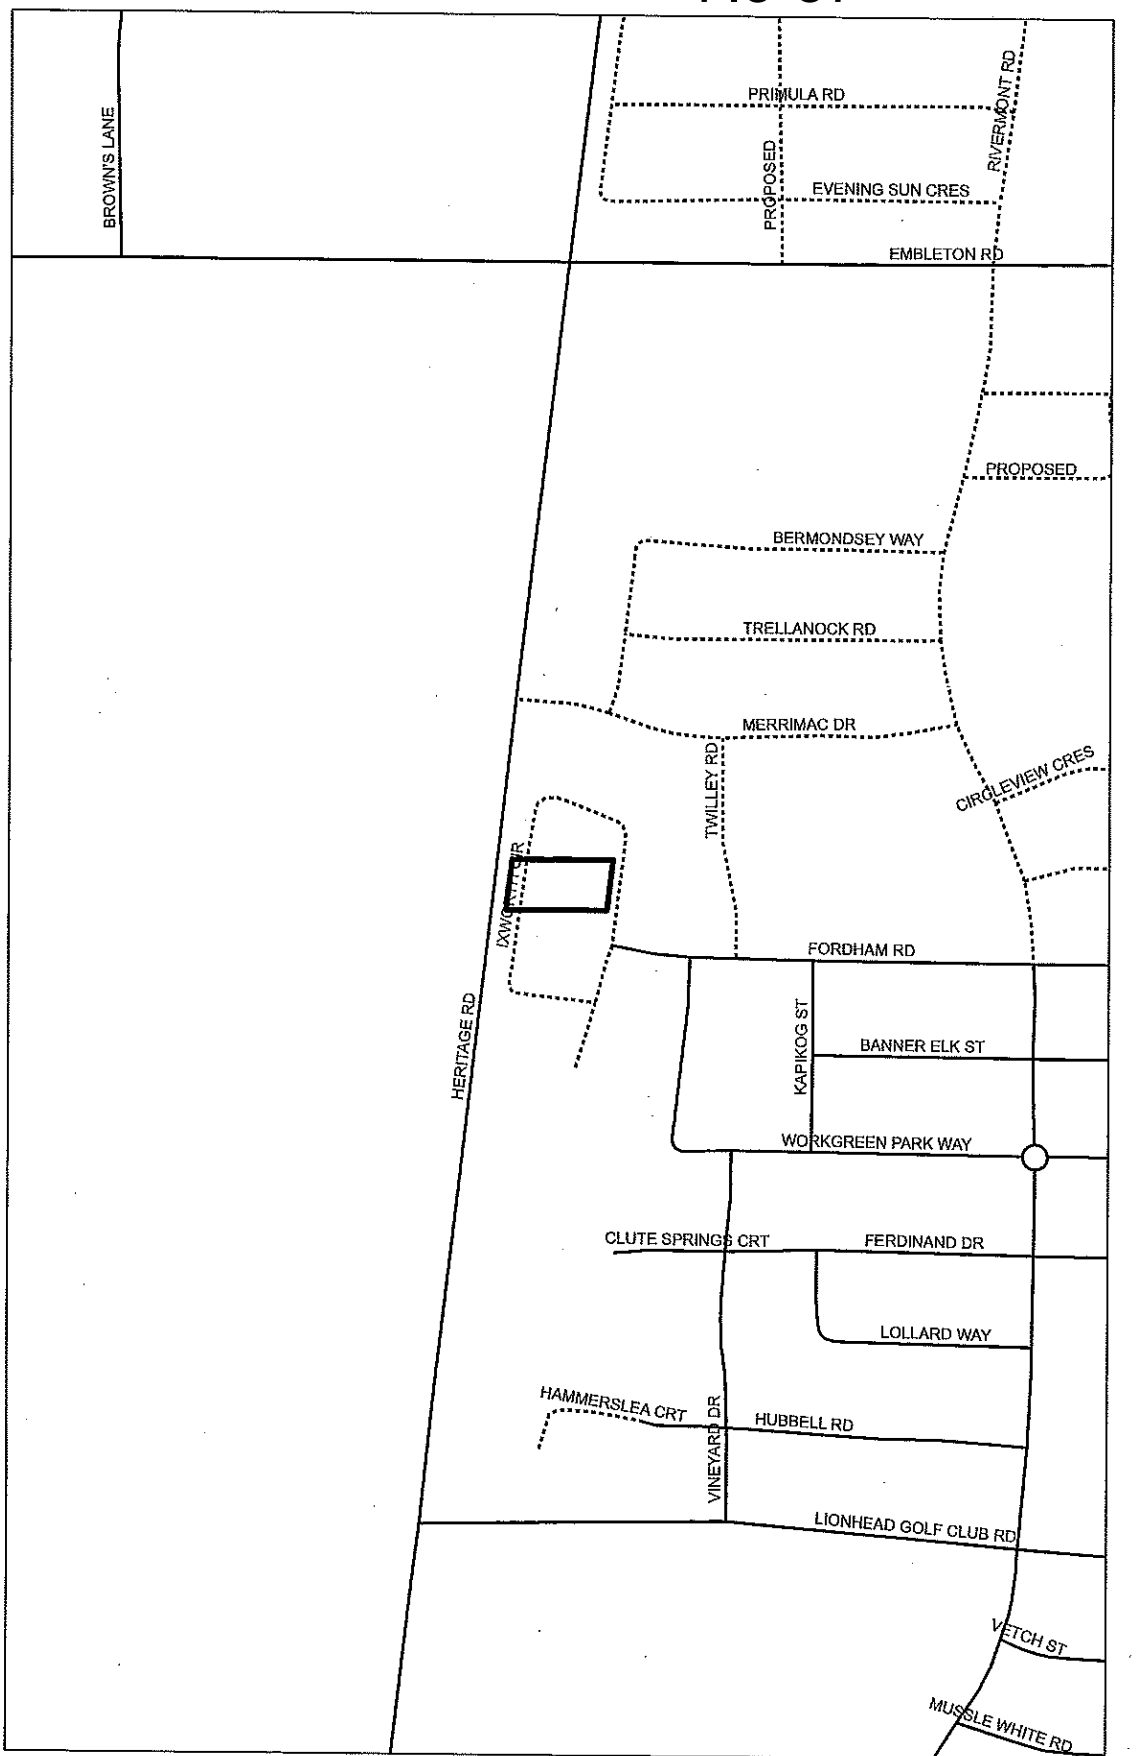 BROWN'S LANE
PRIMULA RD
RIVERMONT RD
PROPOSED
EVENING SUN CRES
EMBLETON RD
PROPOSED
BERMONDSEY WAY
TRELLANOCK RD
MERRIMAC DR
TWILLEY RD
CIRCLEVIEW CRES
IXWORTH CIR
FORDHAM RD
HERITAGE RD
KAPIKOG ST
BANNER ELK ST
WORKGREEN PARK WAY
CLUTE SPRINGS CRT
FERDINAND DR
LOLLARD WAY
HAMMERSLEA CRT
VINEYARD DR
HUBBELL RD
LIONHEAD GOLF CLUB RD
VETCH ST
MUSSLE WHITE RD